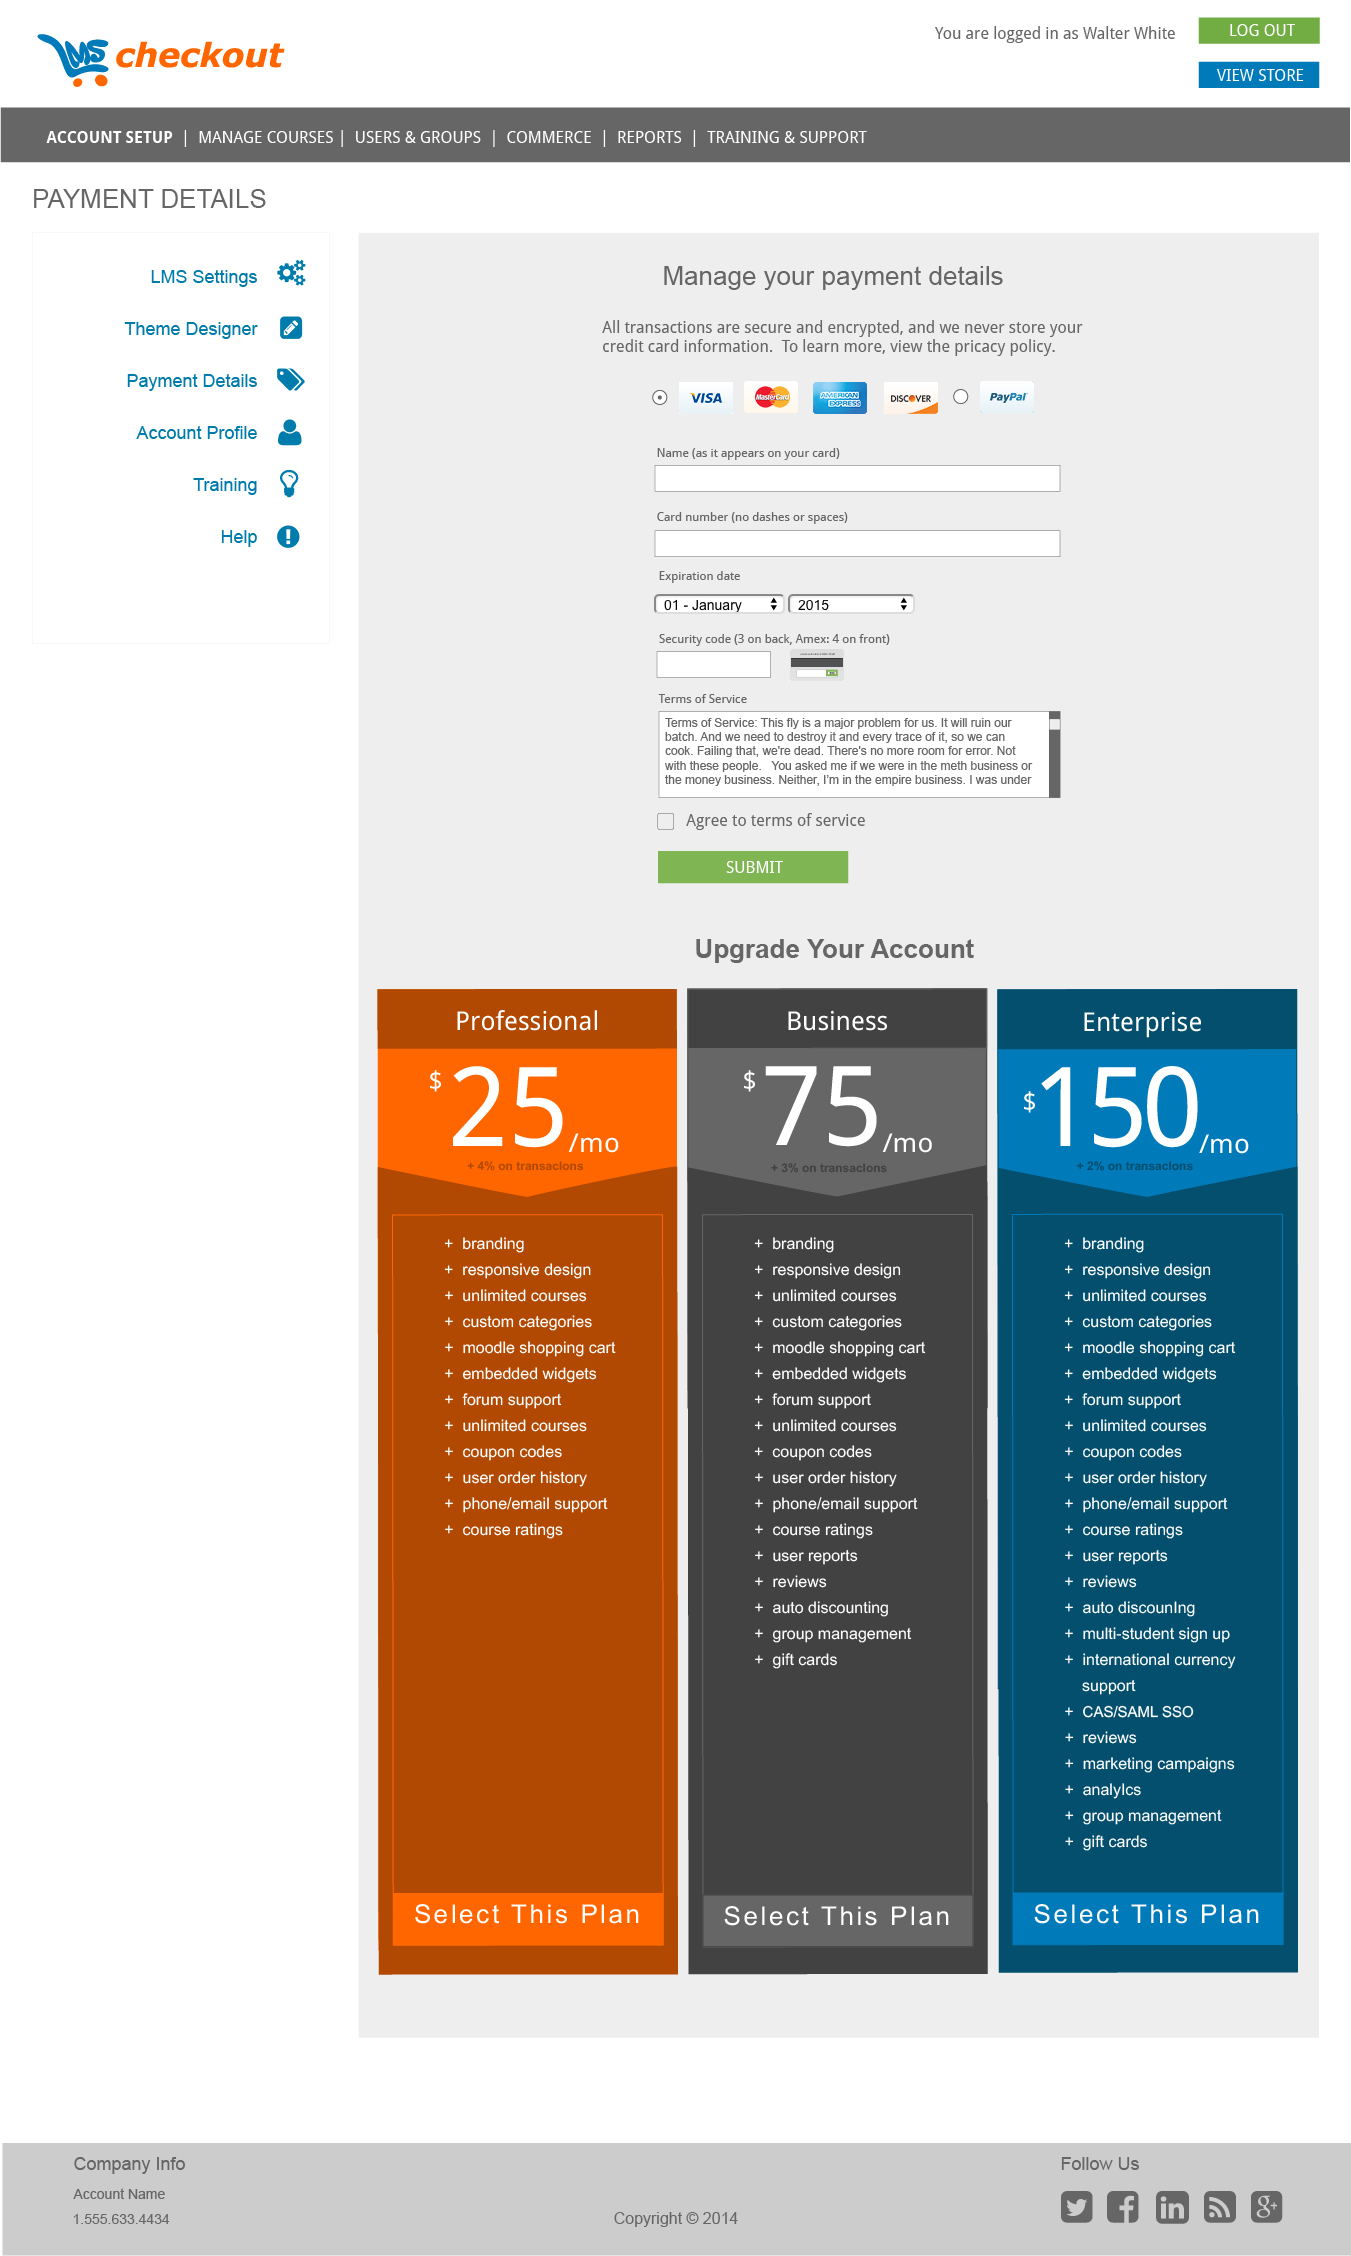 LMS checkout
You are logged in as Walter White
LOG OUT
VIEW STORE
ACCOUNT SETUP | MANAGE COURSES | USERS & GROUPS | COMMERCE | REPORTS | TRAINING & SUPPORT
PAYMENT DETAILS
LMS Settings
Theme Designer
Payment Details
Account Profile
Training
Help
Manage your payment details
All transactions are secure and encrypted, and we never store your
credit card information. To learn more, view the pricacy policy.
VISA MasterCard AMERICAN EXPRESS DISCOVER PayPal
Name (as it appears on your card)
Card number (no dashes or spaces)
Expiration date
01 - January 2015
Security code (3 on back, Amex: 4 on front)
Terms of Service
Terms of Service: This fly is a major problem for us. It will ruin our
batch. And we need to destroy it and every trace of it, so we can
cook. Failing that, we're dead. There's no more room for error. Not
with these people. You asked me if we were in the meth business or
the money business. Neither, I'm in the empire business. I was under
Agree to terms of service
SUBMIT
Upgrade Your Account
Professional
$ 25 /mo
+ 4% on transacIons
+ branding
+ responsive design
+ unlimited courses
+ custom categories
+ moodle shopping cart
+ embedded widgets
+ forum support
+ unlimited courses
+ coupon codes
+ user order history
+ phone/email support
+ course ratings
Select This Plan
Business
$ 75 /mo
+ 3% on transacIons
+ branding
+ responsive design
+ unlimited courses
+ custom categories
+ moodle shopping cart
+ embedded widgets
+ forum support
+ unlimited courses
+ coupon codes
+ user order history
+ phone/email support
+ course ratings
+ user reports
+ reviews
+ auto discounting
+ group management
+ gift cards
Select This Plan
Enterprise
$ 150 /mo
+ 2% on transacIons
+ branding
+ responsive design
+ unlimited courses
+ custom categories
+ moodle shopping cart
+ embedded widgets
+ forum support
+ unlimited courses
+ coupon codes
+ user order history
+ phone/email support
+ course ratings
+ user reports
+ reviews
+ auto discounIng
+ multi-student sign up
+ international currency
support
+ CAS/SAML SSO
+ reviews
+ marketing campaigns
+ analyIcs
+ group management
+ gift cards
Select This Plan
Company Info
Account Name
1.555.633.4434
Copyright © 2014
Follow Us